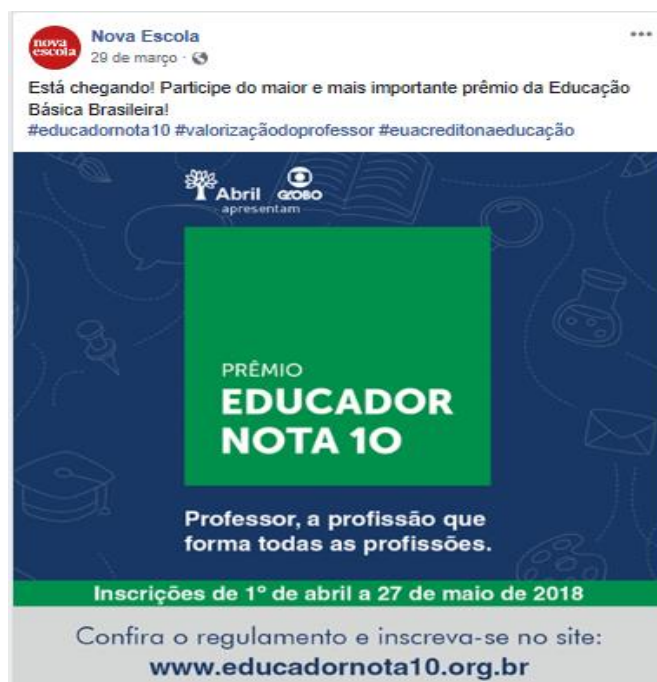 nova
escola
Nova Escola
29 de março ·
Está chegando! Participe do maior e mais importante prêmio da Educação
Básica Brasileira!
#educadornota10 #valorizaçãodoprofessor #euacreditonaeducação
Abril GLOBO
apresentam
PRÊMIO
EDUCADOR
NOTA 10
Professor, a profissão que
forma todas as profissões.
Inscrições de 1º de abril a 27 de maio de 2018
Confira o regulamento e inscreva-se no site:
www.educadornota10.org.br